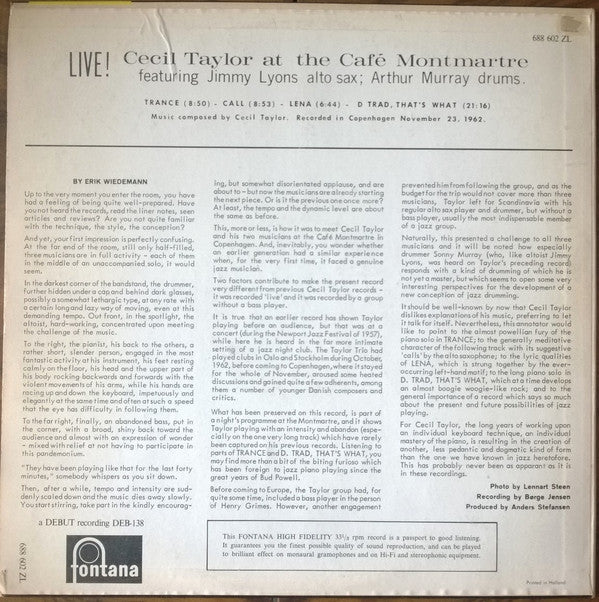 688 602 ZL
LIVE! Cecil Taylor at the Café Montmartre
featuring Jimmy Lyons alto sax; Arthur Murray drums.
TRANCE (8:50) - CALL (8:53) - LENA (6:44) - D TRAD, THAT'S WHAT (21:16)
Music composed by Cecil Taylor. Recorded in Copenhagen November 23, 1962.
BY ERIK WIEDEMANN
Up to the very moment you enter the room, you have
had a feeling of being quite well-prepared. Have
you not heard the records, read the liner notes, seen
articles and reviews? Are you not quite familiar
with the technique, the style, the conception?
And yet, your first impression is perfectly confusing.
At the far end of the room, still only half-filled,
three musicians are in full activity - each of them
in the middle of an unaccompanied solo, it would
seem.
In the darkest corner of the bandstand, the drummer,
further hidden under a cap and behind dark glasses,
possibly a somewhat lethargic type, at any rate with
a certain long and lazy way of moving, even at this
demanding tempo. Out front, in the spotlight, the
altoist, hard-working, concentrated upon meeting
the challenge of the music.
To the right, the pianist, his back to the others, a
rather short, slender person, engaged in the most
fantastic activity at his instrument, his feet resting
calmly on the floor, his head and the upper part of
his body rocking backwards and forwards with the
violent movements of his arms, while his hands are
racing up and down the keyboard, impetuously and
elegantly at the same time and often at such a speed
that the eye has difficulty in following them.
To the far right, finally, an abandoned bass, put in
the corner, with a broad, shiny back toward the
audience and almost with an expression of wonder
- mixed with relief at not having to participate in
this pandemonium.
"They have been playing like that for the last forty
minutes," somebody whispers as you sit down.
Then, after a while, tempo and intensity are sud-
denly scaled down and the music dies away slowly.
You start stirring, take part in the kindly encourag-
ing, but somewhat disorientated applause, and are
about to - but now the musicians are already starting
the next piece. Or is it the previous one once more?
At least, the tempo and the dynamic level are about
the same as before.
This, more or less, is how it was to meet Cecil Taylor
and his two musicians at the Café Montmartre in
Copenhagen. And, inevitably, you wonder whether
an earlier generation had a similar experience
when, for the very first time, it faced a genuine
jazz musician.
Two factors contribute to make the present record
very different from previous Cecil Taylor records -
it was recorded 'live' and it was recorded by a group
without a bass player.
It is true that an earlier record has shown Taylor
playing before an audience, but that was at a
concert (during the Newport Jazz Festival of 1957),
while here he is heard in the far more intimate
setting of a jazz night club. The Taylor Trio had
played clubs in Oslo and Stockholm during October,
1962, before coming to Copenhagen, where it stayed
for the whole of November, aroused some heated
discussions and gained quite a few adherents, among
them a number of younger Danish composers and
critics.
What has been preserved on this record, is part of
a night's programme at the Montmartre, and it shows
Taylor playing with an intensity and abandon (espec-
ially on the one very long track) which have rarely
been captured on his previous records. Listening to
parts of TRANCE and D. TRAD, THAT'S WHAT, you
may find more than a bit of the biting furioso which
has been foreign to jazz piano playing since the
great years of Bud Powell.
Before coming to Europe, the Taylor group had, for
quite some time, included a bass player in the person
of Henry Grimes. However, another engagement
prevented him from following the group, and as the
budget for the trip would not cover more than three
musicians, Taylor left for Scandinavia with his
regular alto sax player and drummer, but without a
bass player, usually the most indispensable member
of a jazz group.
Naturally, this presented a challenge to all three
musicians and it will be noted how especially
drummer Sonny Murray (who, like altoist Jimmy
Lyons, was heard on Taylor's preceding record)
responds with a kind of drumming of which he is
not yet a master, but which seems to open some very
interesting perspectives for the development of a
new conception of jazz drumming.
It should be well-known by now that Cecil Taylor
dislikes explanations of his music, preferring to let
it talk for itself. Nevertheless, this annotator would
like to point to the almost powellian fury of the
piano solo in TRANCE; to the generally meditative
character of the following track, with its suggestive
'calls' by the alto saxophone; to the lyric qualities
of LENA, which is strong together by the ever-
occurring left-hand motif; to the long piano solo in
D. TRAD, THAT'S WHAT, which at a time develops
an almost boogie woogie-like rock; and to the
general importance of a record which says so much
about the present and future possibilities of jazz
playing.
For Cecil Taylor, the long years of working upon
an individual keyboard technique, an individual
mastery of the piano, is resulting in the creation of
another, less pedantic and dogmatic kind of form
than the one we have known in jazz heretofore.
This has probably never been as apparent as it is
in these recordings.
Photo by Lennart Steen
Recording by Børge Jensen
Produced by Anders Stefansen
a DEBUT recording DEB-138
688 602 ZL
fontana
This FONTANA HIGH FIDELITY 33 1/3 rpm record is a passport to good listening.
It guarantees you the finest possible quality of sound reproduction, and can be played
to brilliant effect on monaural gramophones and on Hi-Fi and stereophonic equipment.
Printed in Holland